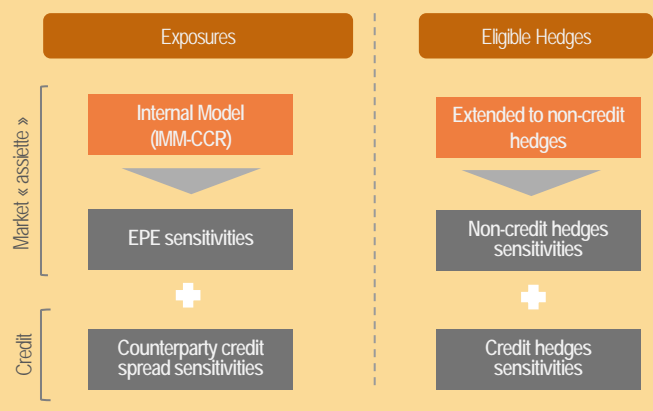 Exposures
Eligible Hedges
Market « assiette »
Internal Model
(IMM-CCR)
Extended to non-credit
hedges
EPE sensitivities
Non-credit hedges
sensitivities
Credit
Counterparty credit
spread sensitivities
Credit hedges
sensitivities